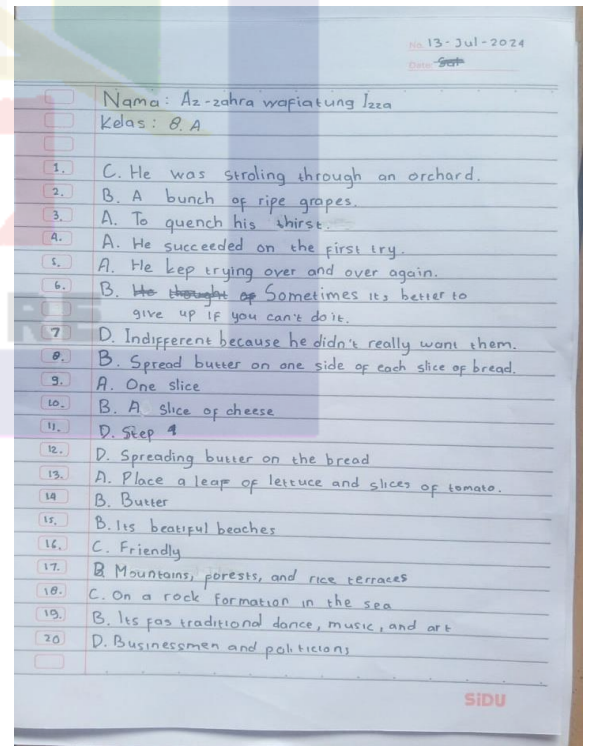 No. 13-Jul-2024
Date:
Nama : Az-zahra wafiatung Izza
Kelas : 8.A
1. C. He was stroling through an orchard.
2. B. A bunch of ripe grapes.
3. A. To quench his thirst.
4. A. He succeeded on the first try.
5. A. He kep trying over and over again.
6. B. He thought of Sometimes its better to
give up if you can't do it.
7 D. Indifferent because he didn't really want them.
8. B. Spread butter on one side of each slice of bread.
9. A. One slice
10. B. A slice of cheese
11. D. Step 4
12. D. Spreading butter on the bread
13. A. Place a leaf of lettuce and slices of tomato.
14 B. Butter
15. B. Its beatiful beaches
16. C. Friendly
17. B Mountains, porests, and rice terraces
18. C. On a rock formation in the sea
19. B. Its fas traditional dance, music, and art
20 D. Businessmen and politicians
SiDU